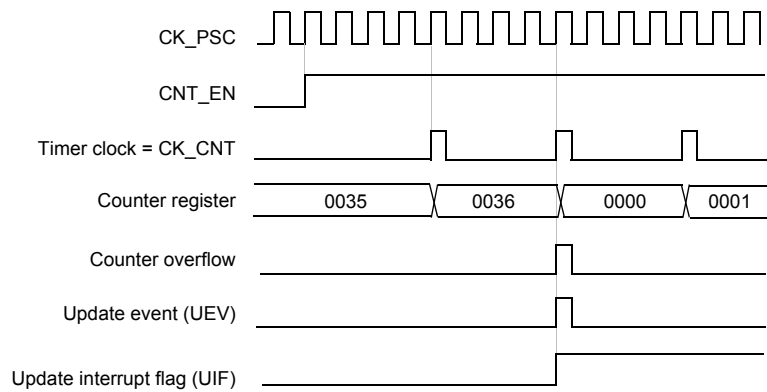 CK_PSC
CNT_EN
Timer clock = CK_CNT
Counter register 0035 0036 0000 0001
Counter overflow
Update event (UEV)
Update interrupt flag (UIF)